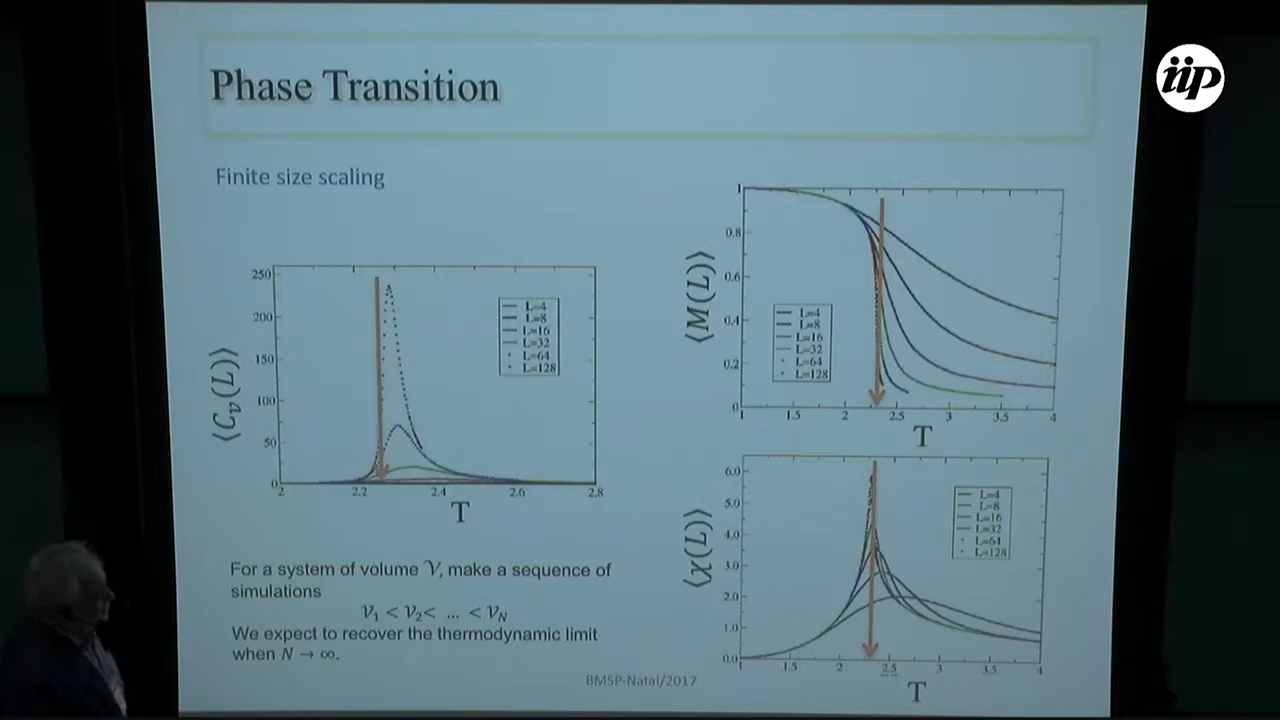 iip
Phase Transition
Finite size scaling
⟨C_v(L)⟩
250
200
150
100
50
0
2
2.2
2.4
2.6
2.8
T
L=4
L=8
L=16
L=32
L=64
L=128
⟨M(L)⟩
1
0.8
0.6
0.4
0.2
0
1
1.5
2
2.5
3
3.5
4
T
L=4
L=8
L=16
L=32
L=64
L=128
⟨χ(L)⟩
6.0
5.0
4.0
3.0
2.0
1.0
0.0
1.5
2
2.5
3
3.5
4
T
L=4
L=8
L=16
L=32
L=64
L=128
For a system of volume 𝒱, make a sequence of
simulations
𝒱₁ < 𝒱₂< ... < 𝒱_N
We expect to recover the thermodynamic limit
when N → ∞.
BMSP-Natal/2017